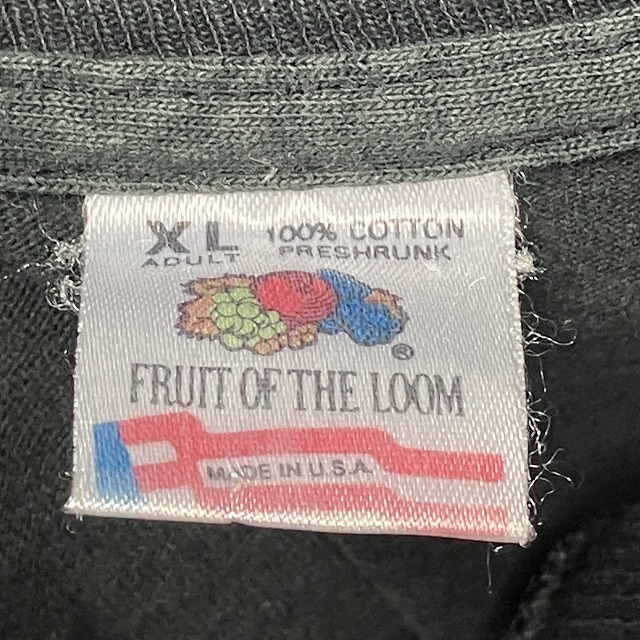 XL 100% COTTON
ADULT PRESHRUNK
®
FRUIT OF THE LOOM
MADE IN U.S.A.